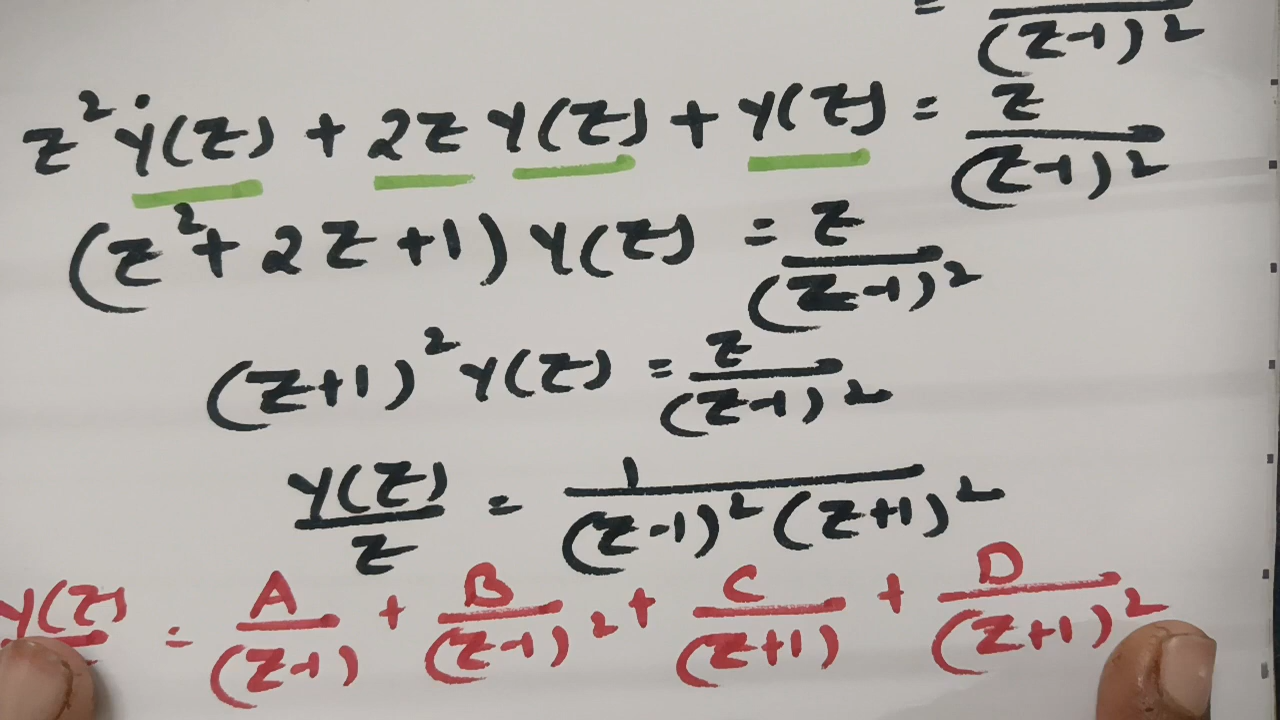 = ────/(z-1)²
z² y(z) + 2z y(z) + y(z) = z/(z-1)²
(z² + 2z + 1) y(z) = z/(z-1)²
(z+1)² y(z) = z/(z-1)²
y(z)/z = 1/((z-1)² (z+1)²)
y(z) = A/(z-1) + B/(z-1)² + C/(z+1) + D/(z+1)²